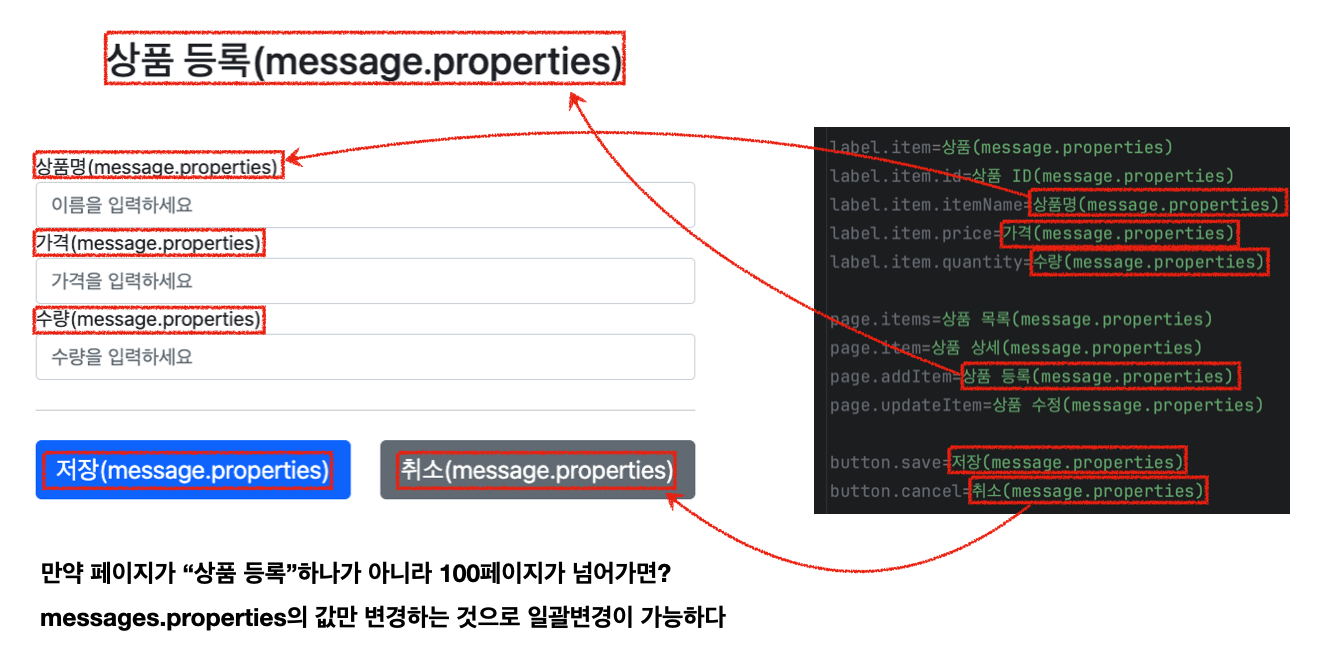 상품 등록(message.properties)
상품명(message.properties)
이름을 입력하세요
가격(message.properties)
가격을 입력하세요
수량(message.properties)
수량을 입력하세요
저장(message.properties)
취소(message.properties)
label.item=상품(message.properties)
label.item.id=상품 ID(message.properties)
label.item.itemName=상품명(message.properties)
label.item.price=가격(message.properties)
label.item.quantity=수량(message.properties)
page.items=상품 목록(message.properties)
page.item=상품 상세(message.properties)
page.addItem=상품 등록(message.properties)
page.updateItem=상품 수정(message.properties)
button.save=저장(message.properties)
button.cancel=취소(message.properties)
만약 페이지가 “상품 등록”하나가 아니라 100페이지가 넘어가면?
messages.properties의 값만 변경하는 것으로 일괄변경이 가능하다